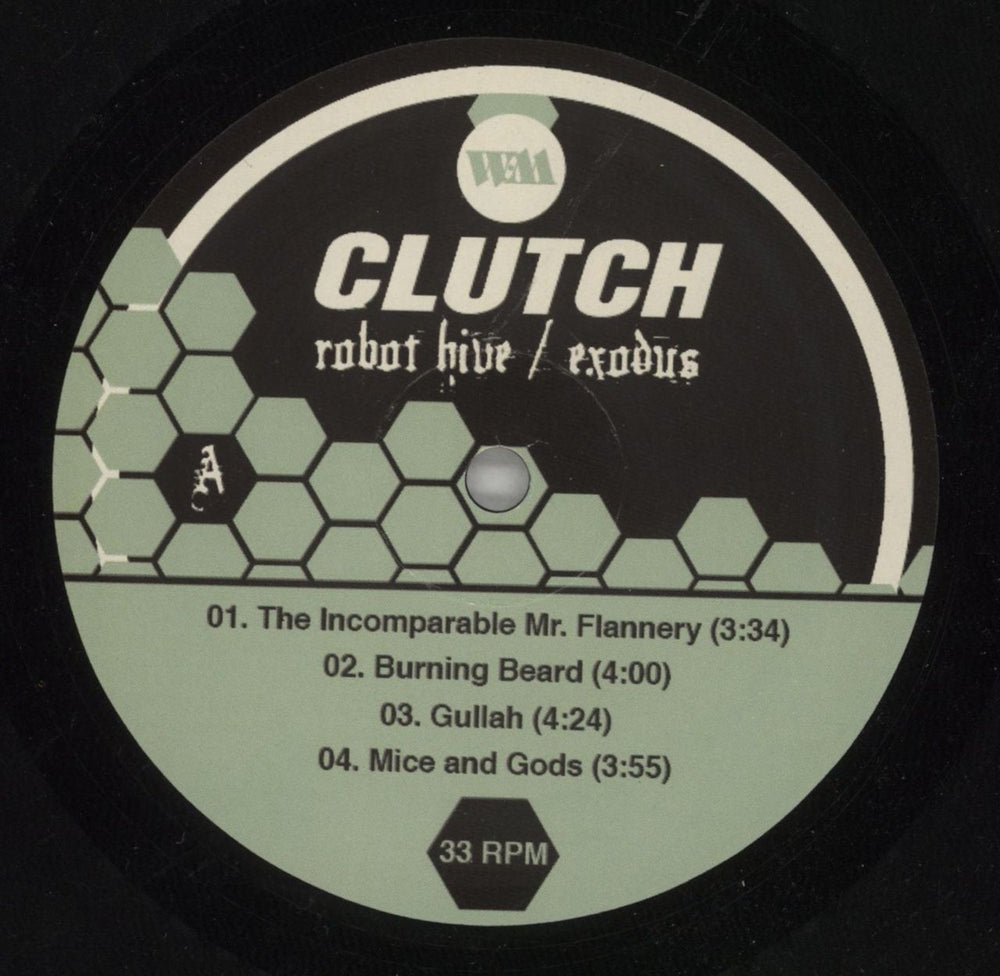 WM
CLUTCH
robot hive / exodus
A
01. The Incomparable Mr. Flannery (3:34)
02. Burning Beard (4:00)
03. Gullah (4:24)
04. Mice and Gods (3:55)
33 RPM